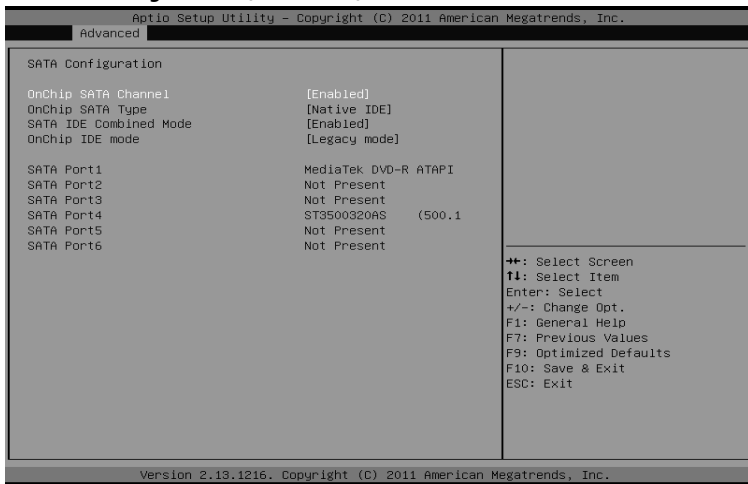 Aptio Setup Utility – Copyright (C) 2011 American Megatrends, Inc.
Advanced
SATA Configuration
OnChip SATA Channel [Enabled]
OnChip SATA Type [Native IDE]
SATA IDE Combined Mode [Enabled]
OnChip IDE mode [Legacy mode]
SATA Port1 MediaTek DVD-R ATAPI
SATA Port2 Not Present
SATA Port3 Not Present
SATA Port4 ST3500320AS (500.1
SATA Port5 Not Present
SATA Port6 Not Present
→←: Select Screen
↑↓: Select Item
Enter: Select
+/-: Change Opt.
F1: General Help
F7: Previous Values
F9: Optimized Defaults
F10: Save & Exit
ESC: Exit
Version 2.13.1216. Copyright (C) 2011 American Megatrends, Inc.